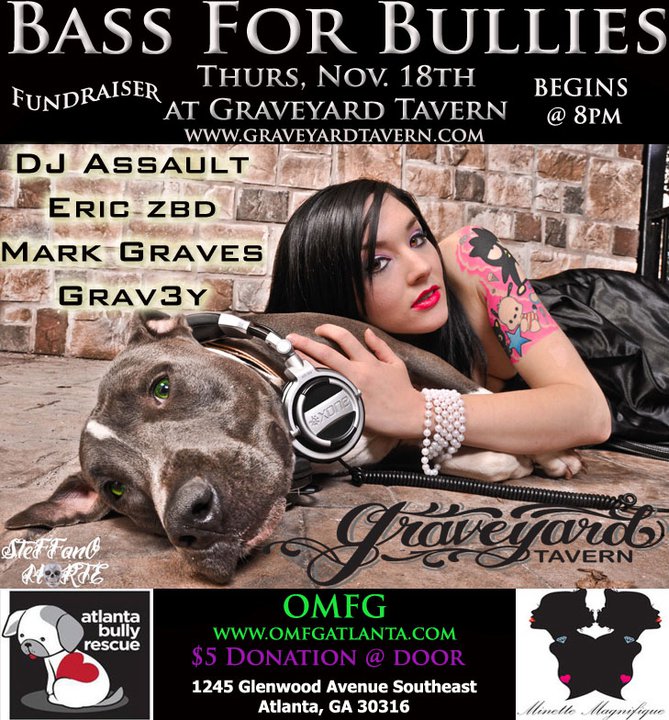 BASS FOR BULLIES
FUNDRAISER
THURS, NOV. 18TH
AT GRAVEYARD TAVERN
WWW.GRAVEYARDTAVERN.COM
BEGINS
@ 8PM
DJ ASSAULT
ERIC ZBD
MARK GRAVES
GRAV3Y
XONE
Graveyard
TAVERN
SteFFanO
MORTE
atlanta
bully
rescue
OMFG
WWW.OMFGATLANTA.COM
$5 DONATION @ DOOR
1245 Glenwood Avenue Southeast
Atlanta, GA 30316
Minette Magnifique